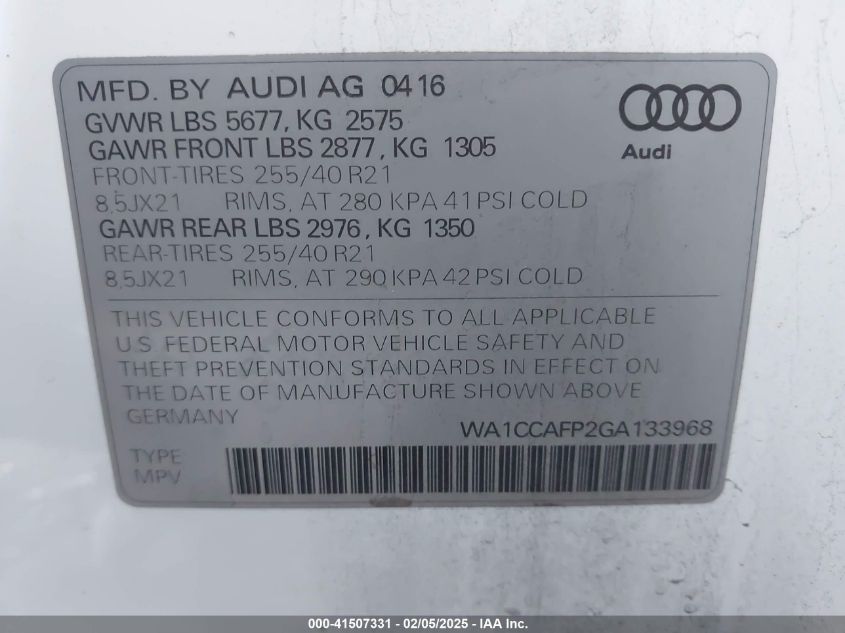 MFD. BY AUDI AG 0416
GVWR LBS 5677, KG 2575
GAWR FRONT LBS 2877, KG 1305
FRONT-TIRES 255/40 R21
8,5JX21 RIMS, AT 280 KPA 41 PSI COLD
GAWR REAR LBS 2976, KG 1350
REAR-TIRES 255/40 R21
8,5JX21 RIMS, AT 290 KPA 42 PSI COLD
Audi
THIS VEHICLE CONFORMS TO ALL APPLICABLE
U.S. FEDERAL MOTOR VEHICLE SAFETY AND
THEFT PREVENTION STANDARDS IN EFFECT ON
THE DATE OF MANUFACTURE SHOWN ABOVE
GERMANY
WA1CCAFP2GA133968
TYPE
MPV
000-41507331 - 02/05/2025 - IAA Inc.